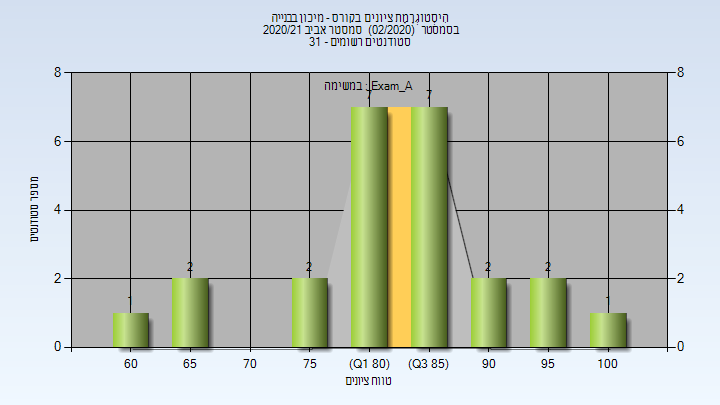 היסטוגרמת ציונים בקורס - מיכון בבנייה
בסמסטר (02/2020) סמסטר אביב 2020/21
סטודנטים רשומים - 31
במשימה : Exam_A
8 8
6 6
4 4
2 2
0 0
מספר סטודנטים
1 2 2 7 7 2 2 1
60 65 70 75 (Q1 80) (Q3 85) 90 95 100
טווח ציונים